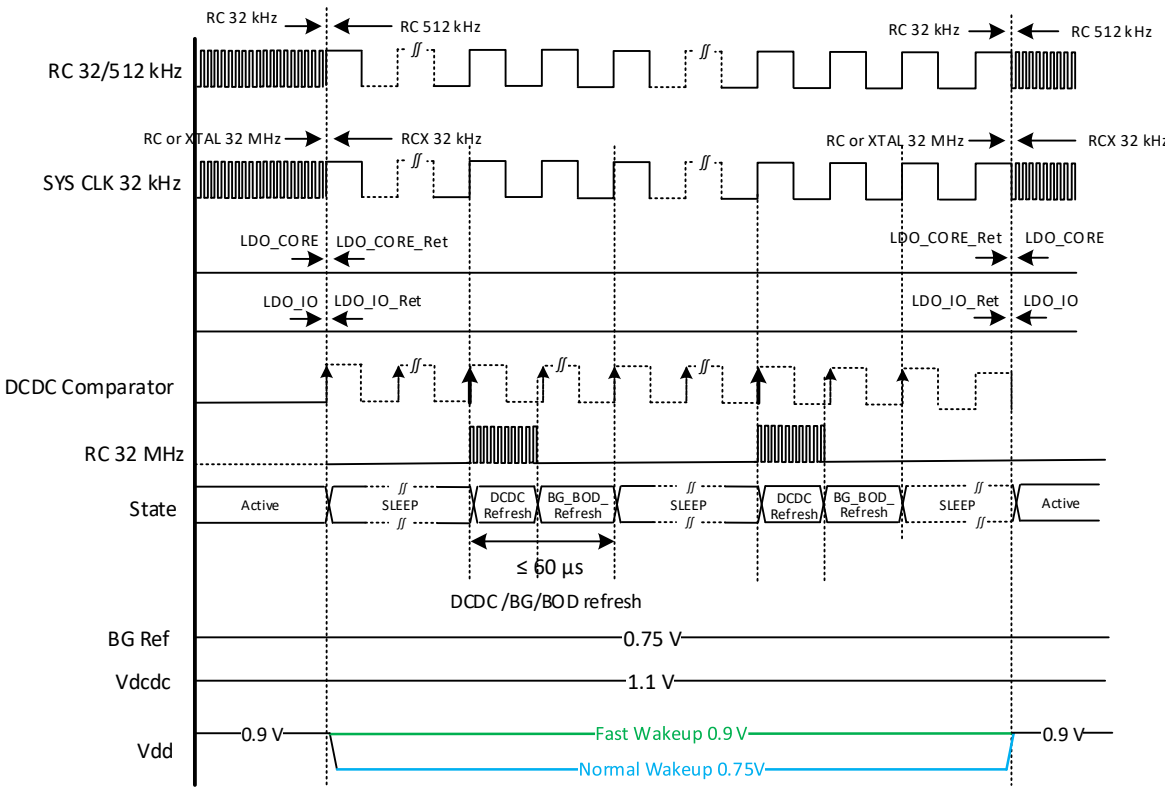 RC 32 kHz
RC 512 kHz
RC 32 kHz
RC 512 kHz
RC 32/512 kHz
RC or XTAL 32 MHz
RCX 32 kHz
RC or XTAL 32 MHz
RCX 32 kHz
SYS CLK 32 kHz
LDO_CORE
LDO_CORE_Ret
LDO_CORE_Ret
LDO_CORE
LDO_IO
LDO_IO_Ret
LDO_IO_Ret
LDO_IO
DCDC Comparator
RC 32 MHz
State
Active
SLEEP
DCDC
Refresh
BG_BOD_
Refresh
SLEEP
DCDC
Refresh
BG_BOD_
Refresh
SLEEP
Active
≤ 60 µs
DCDC /BG/BOD refresh
BG Ref
0.75 V
Vdcdc
1.1 V
Vdd
0.9 V
Fast Wakeup 0.9 V
0.9 V
Normal Wakeup 0.75V